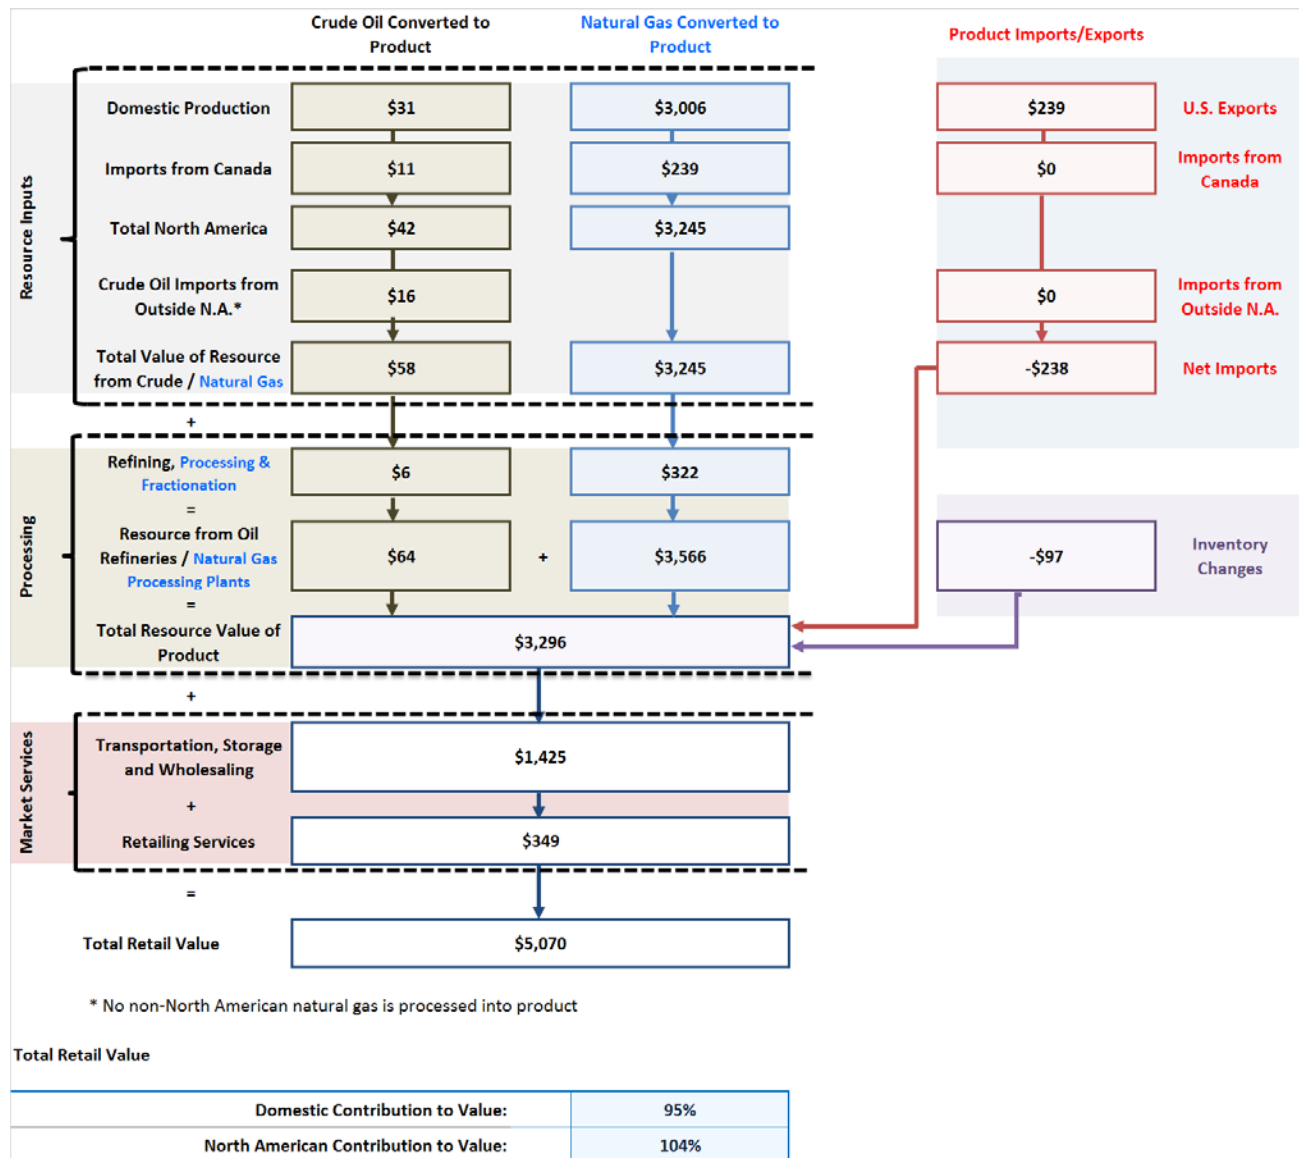 Crude Oil Converted to
Product
Natural Gas Converted to
Product
Product Imports/Exports
Resource Inputs
Domestic Production
$31
$3,006
$239
U.S. Exports
Imports from Canada
$11
$239
$0
Imports from
Canada
Total North America
$42
$3,245
Crude Oil Imports from
Outside N.A.*
$16
$0
Imports from
Outside N.A.
Total Value of Resource
from Crude / Natural Gas
$58
$3,245
-$238
Net Imports
+
Processing
Refining, Processing &
Fractionation
$6
$322
=
Resource from Oil
Refineries / Natural Gas
Processing Plants
$64
+
$3,566
-$97
Inventory
Changes
=
Total Resource Value of
Product
$3,296
+
Market Services
Transportation, Storage
and Wholesaling
$1,425
+
Retailing Services
$349
=
Total Retail Value
$5,070
* No non-North American natural gas is processed into product
Total Retail Value
Domestic Contribution to Value:
95%
North American Contribution to Value:
104%